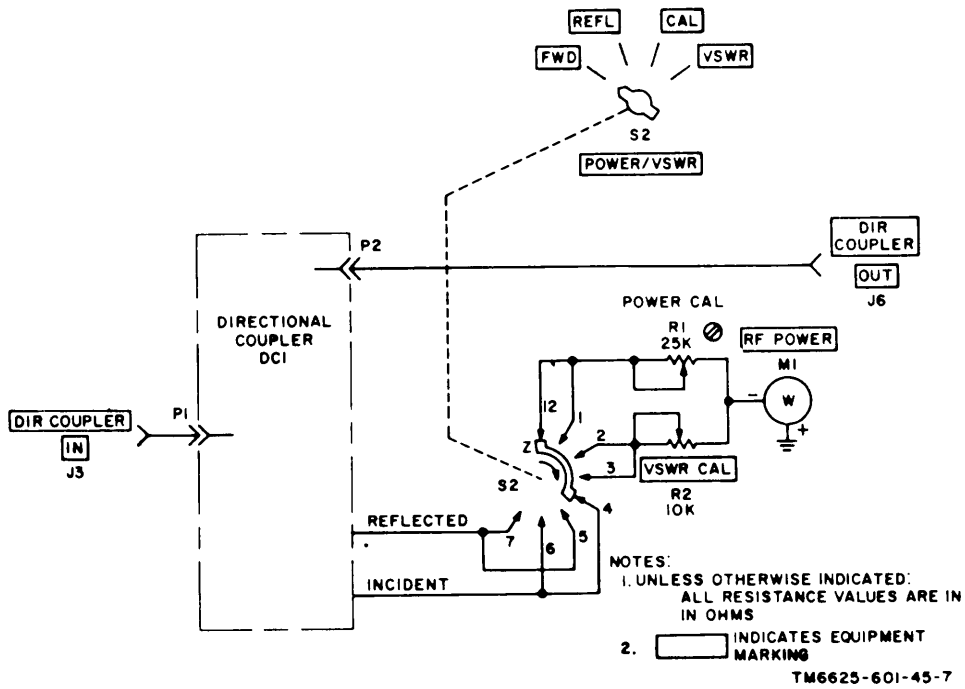 REFL
CAL
FWD
VSWR
S2
POWER/VSWR
P2
DIR
COUPLER
OUT
J6
DIRECTIONAL
COUPLER
DC1
POWER CAL
R1
25K
RF POWER
M1
W
-
+
DIR COUPLER
IN
J3
P1
12
1
2
3
Z
VSWR CAL
R2
10K
S2
4
REFLECTED
7
6
5
INCIDENT
NOTES:
1. UNLESS OTHERWISE INDICATED:
ALL RESISTANCE VALUES ARE IN
IN OHMS
2. INDICATES EQUIPMENT
MARKING
TM6625-601-45-7